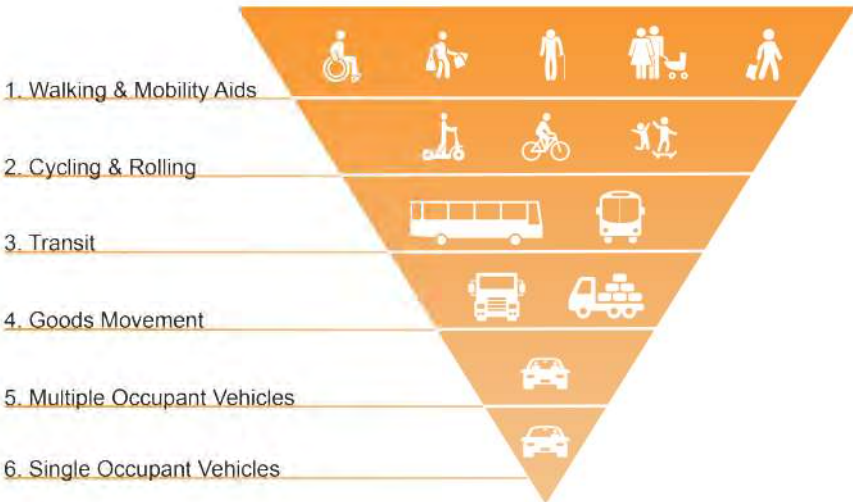 1. Walking & Mobility Aids
2. Cycling & Rolling
3. Transit
4. Goods Movement
5. Multiple Occupant Vehicles
6. Single Occupant Vehicles